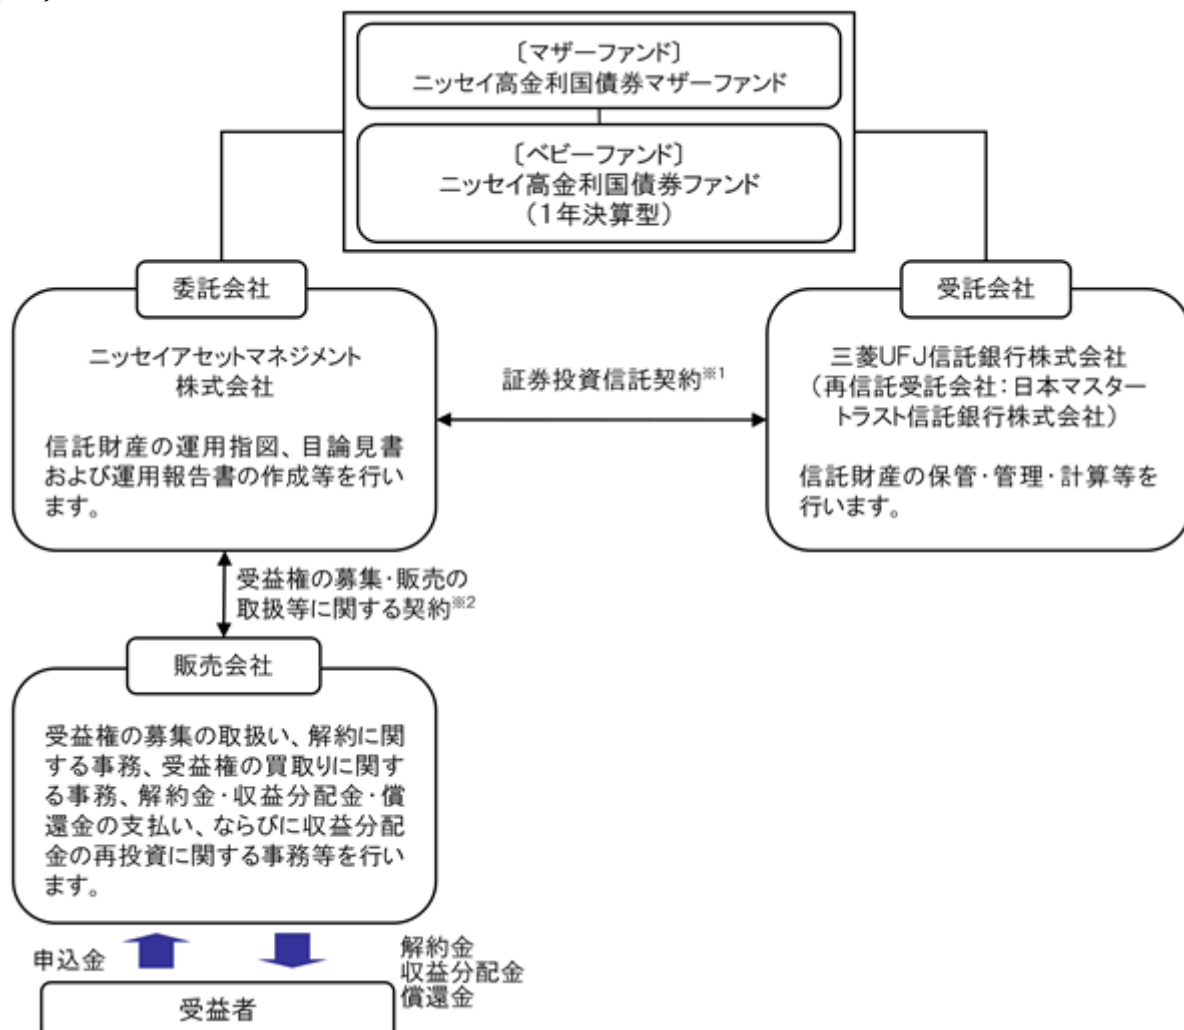 〔マザーファンド〕
ニッセイ高金利国債券マザーファンド
〔ベビーファンド〕
ニッセイ高金利国債券ファンド
（1年決算型）
委託会社
ニッセイアセットマネジメント
株式会社
信託財産の運用指図、目論見書
および運用報告書の作成等を行い
ます。
証券投資信託契約※1
受託会社
三菱UFJ信託銀行株式会社
（再信託受託会社：日本マスター
トラスト信託銀行株式会社）
信託財産の保管・管理・計算等を
行います。
受益権の募集・販売の
取扱等に関する契約※2
販売会社
受益権の募集の取扱い、解約に関
する事務、受益権の買取りに関す
る事務、解約金・収益分配金・償
還金の支払い、ならびに収益分配
金の再投資に関する事務等を行い
ます。
申込金
解約金
収益分配金
償還金
受益者